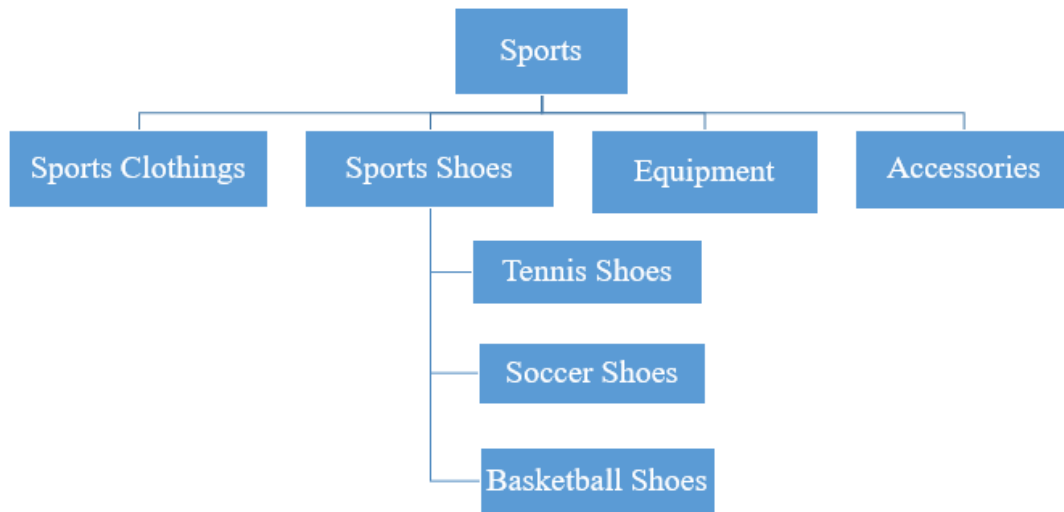 Sports
Sports Clothings
Sports Shoes
Equipment
Accessories
Tennis Shoes
Soccer Shoes
Basketball Shoes